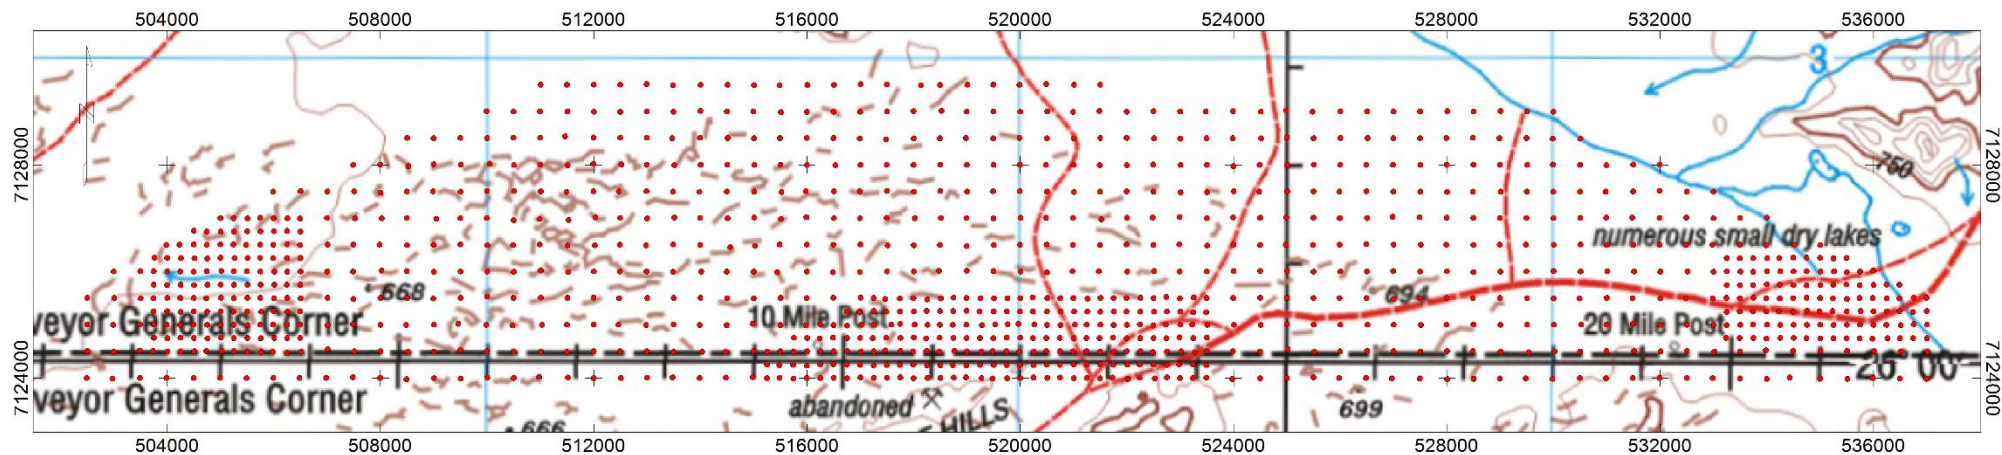 504000 508000 512000 516000 520000 524000 528000 532000 536000
3
7128000 7128000
750
numerous small dry lakes
668
694
veyor Generals Corner
10 Mile Post
20 Mile Post
7124000 7124000
26 00
veyor Generals Corner
abandoned
HILLS
699
666
504000 508000 512000 516000 520000 524000 528000 532000 536000